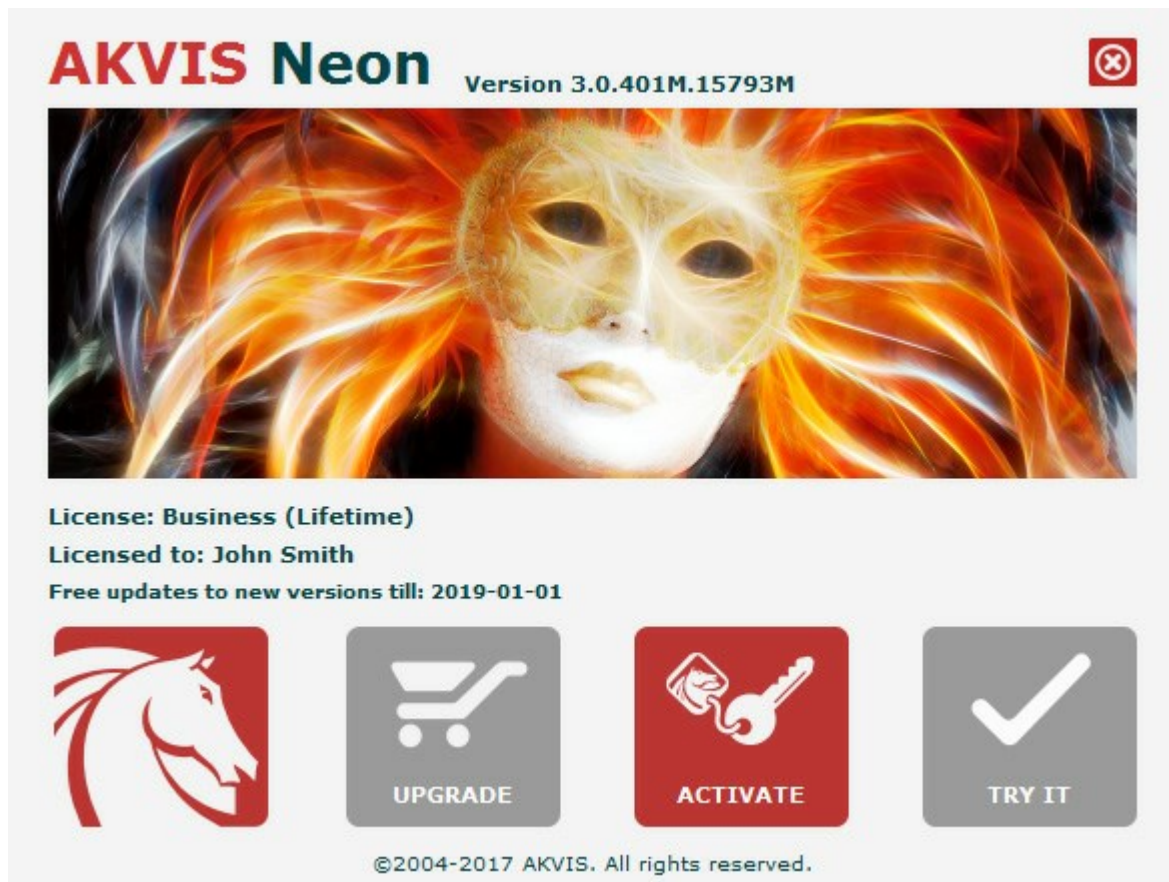 AKVIS Neon Version 3.0.401M.15793M
License: Business (Lifetime)
Licensed to: John Smith
Free updates to new versions till: 2019-01-01
UPGRADE
ACTIVATE
TRY IT
©2004-2017 AKVIS. All rights reserved.